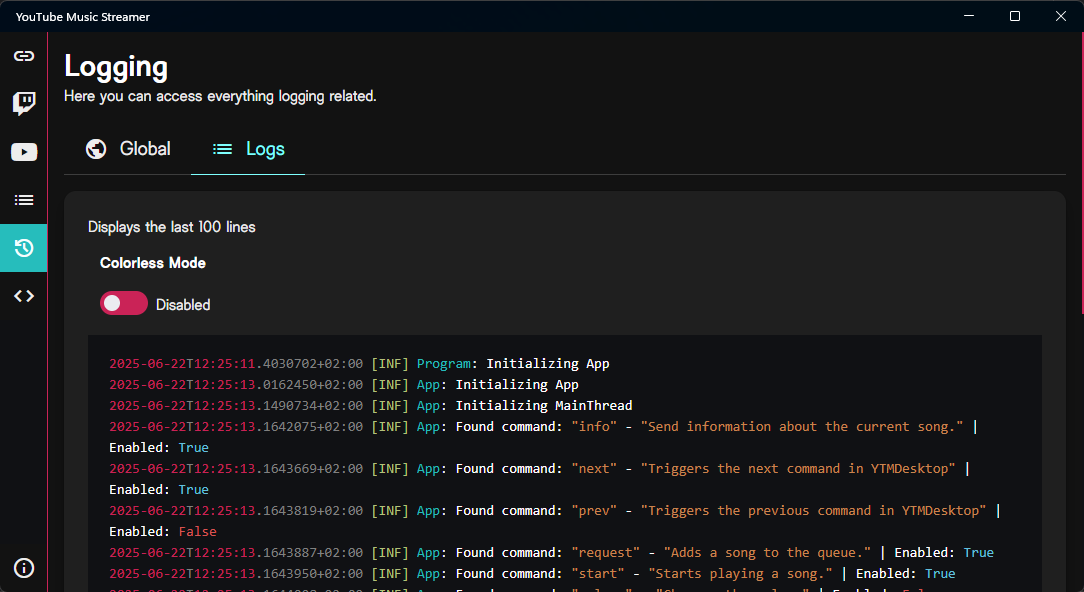 YouTube Music Streamer
Logging
Here you can access everything logging related.
Global Logs
Displays the last 100 lines
Colorless Mode
Disabled
2025-06-22T12:25:11.4030702+02:00 [INF] Program: Initializing App
2025-06-22T12:25:13.0162450+02:00 [INF] App: Initializing App
2025-06-22T12:25:13.1490734+02:00 [INF] App: Initializing MainThread
2025-06-22T12:25:13.1642075+02:00 [INF] App: Found command: "info" - "Send information about the current song." |
Enabled: True
2025-06-22T12:25:13.1643669+02:00 [INF] App: Found command: "next" - "Triggers the next command in YTMDesktop" |
Enabled: True
2025-06-22T12:25:13.1643819+02:00 [INF] App: Found command: "prev" - "Triggers the previous command in YTMDesktop" |
Enabled: False
2025-06-22T12:25:13.1643887+02:00 [INF] App: Found command: "request" - "Adds a song to the queue." | Enabled: True
2025-06-22T12:25:13.1643950+02:00 [INF] App: Found command: "start" - "Starts playing a song." | Enabled: True